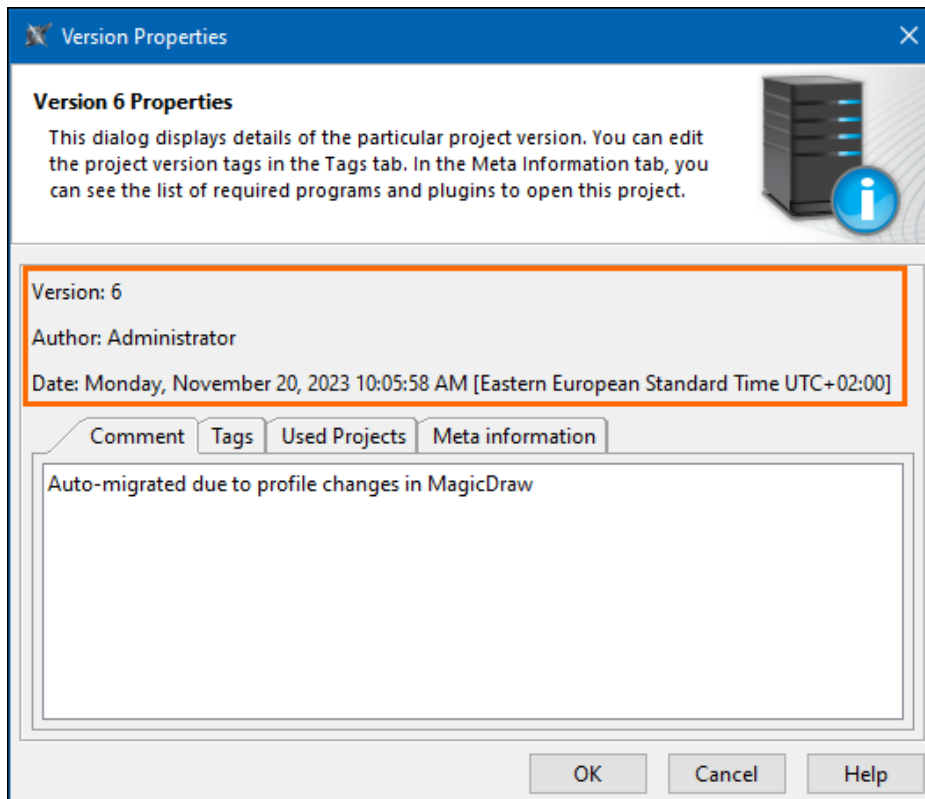 Version Properties
Version 6 Properties
This dialog displays details of the particular project version. You can edit
the project version tags in the Tags tab. In the Meta Information tab, you
can see the list of required programs and plugins to open this project.
Version: 6
Author: Administrator
Date: Monday, November 20, 2023 10:05:58 AM [Eastern European Standard Time UTC+02:00]
Comment Tags Used Projects Meta information
Auto-migrated due to profile changes in MagicDraw
OK Cancel Help